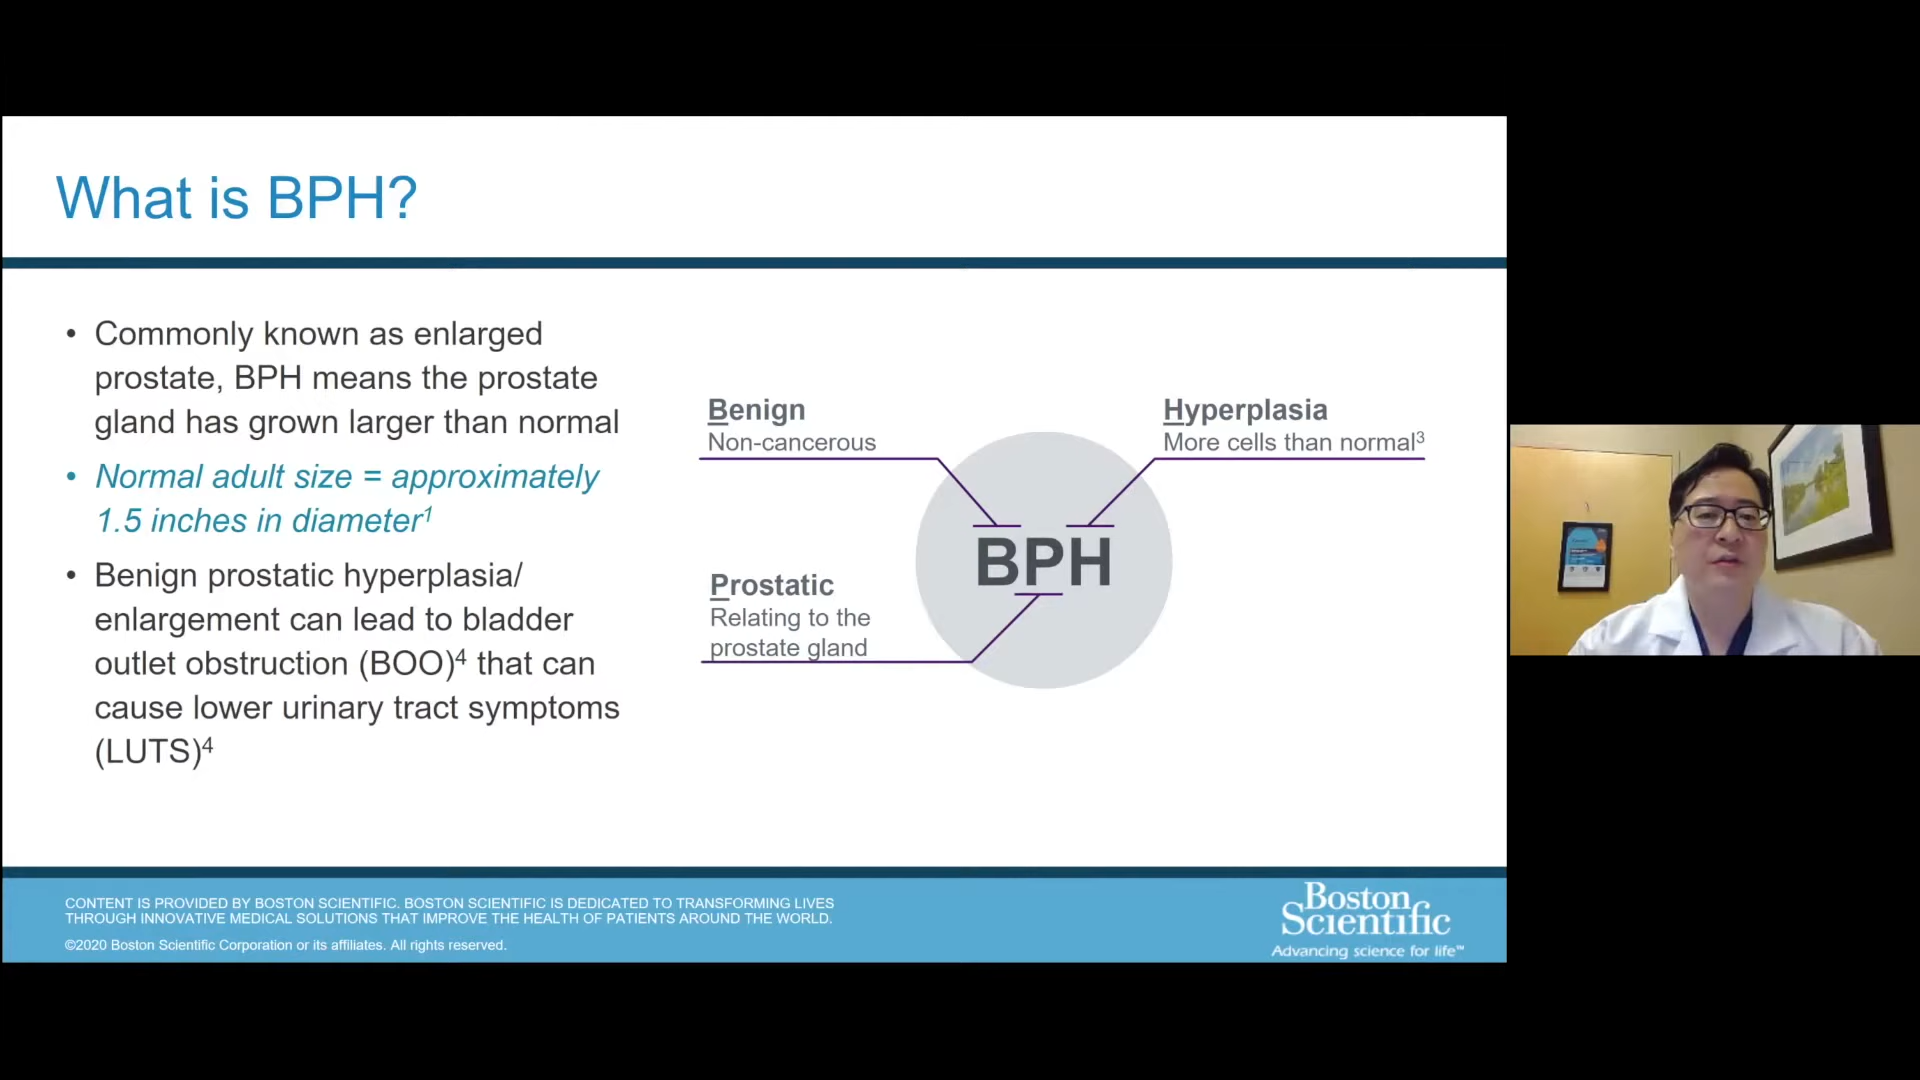 What is BPH?
• Commonly known as enlarged
prostate, BPH means the prostate
gland has grown larger than normal
• Normal adult size = approximately
1.5 inches in diameter¹
• Benign prostatic hyperplasia/
enlargement can lead to bladder
outlet obstruction (BOO)⁴ that can
cause lower urinary tract symptoms
(LUTS)⁴
Benign
Non-cancerous
Hyperplasia
More cells than normal³
BPH
Prostatic
Relating to the
prostate gland
CONTENT IS PROVIDED BY BOSTON SCIENTIFIC. BOSTON SCIENTIFIC IS DEDICATED TO TRANSFORMING LIVES
THROUGH INNOVATIVE MEDICAL SOLUTIONS THAT IMPROVE THE HEALTH OF PATIENTS AROUND THE WORLD.
©2020 Boston Scientific Corporation or its affiliates. All rights reserved.
Boston
Scientific
Advancing science for life™